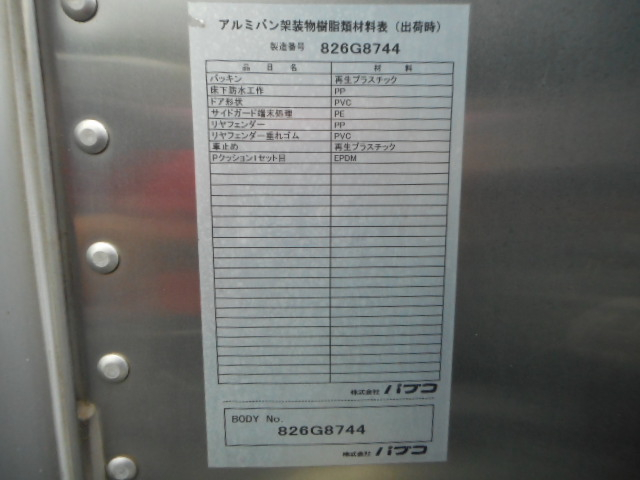 アルミバン架装物樹脂類材料表（出荷時）
製造番号 826G8744
品目名 材料
パッキン 再生プラスチック
床下防水工作 PP
ドア形状 PVC
サイドガード端末処理 PE
リヤフェンダー PP
リヤフェンダー垂れゴム PVC
車止め 再生プラスチック
Pクッション1セット目 EPDM
株式会社 パブコ
BODY No.
826G8744
株式会社 パブコ